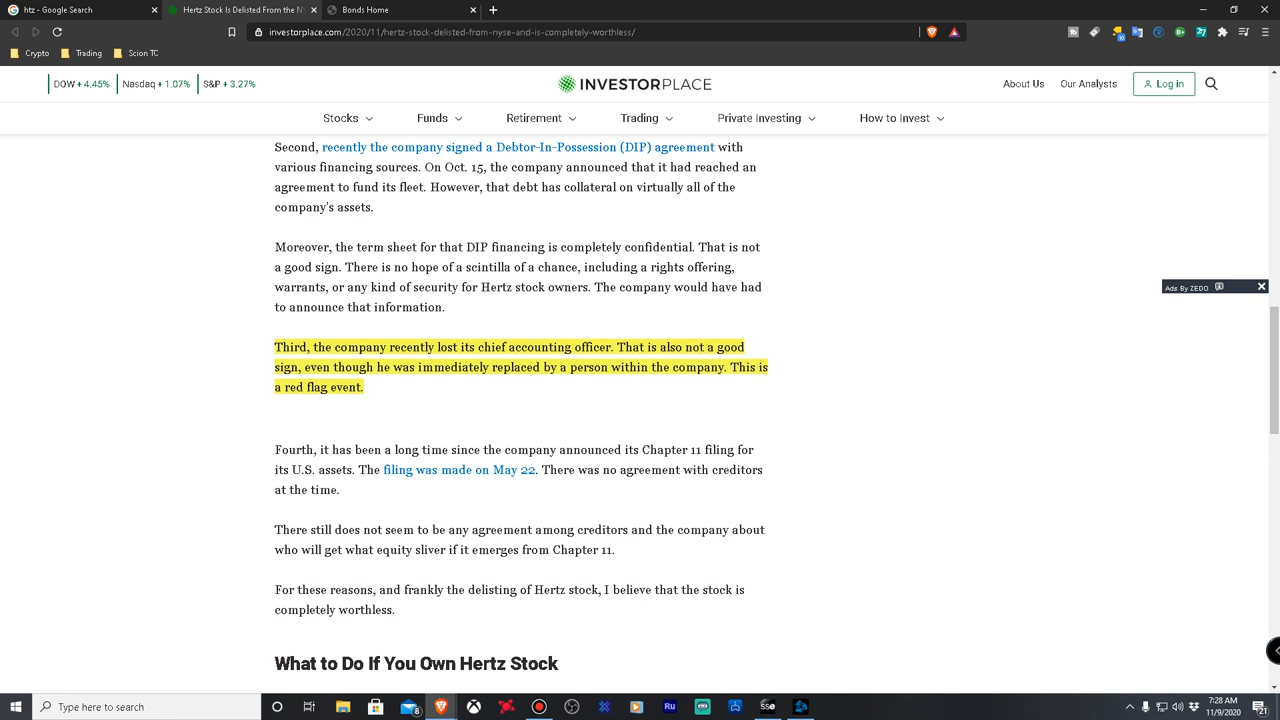 htz - Google Search
Hertz Stock Is Delisted From the N
Bonds Home
investorplace.com/2020/11/hertz-stock-delisted-from-nyse-and-is-completely-worthless/
Crypto
Trading
Scion TC
DOW + 4.45%
Nasdaq + 1.07%
S&P + 3.27%
INVESTORPLACE
About Us
Our Analysts
Log in
Stocks
Funds
Retirement
Trading
Private Investing
How to Invest
Second, recently the company signed a Debtor-In-Possession (DIP) agreement with
various financing sources. On Oct. 15, the company announced that it had reached an
agreement to fund its fleet. However, that debt has collateral on virtually all of the
company's assets.
Moreover, the term sheet for that DIP financing is completely confidential. That is not
a good sign. There is no hope of a scintilla of a chance, including a rights offering,
warrants, or any kind of security for Hertz stock owners. The company would have had
to announce that information.
Ads By ZEDO
Third, the company recently lost its chief accounting officer. That is also not a good
sign, even though he was immediately replaced by a person within the company. This is
a red flag event.
Fourth, it has been a long time since the company announced its Chapter 11 filing for
its U.S. assets. The filing was made on May 22. There was no agreement with creditors
at the time.
There still does not seem to be any agreement among creditors and the company about
who will get what equity sliver if it emerges from Chapter 11.
For these reasons, and frankly the delisting of Hertz stock, I believe that the stock is
completely worthless.
What to Do If You Own Hertz Stock
Type here to search
8
Ru
SSE
7:28 AM
11/9/2020
21